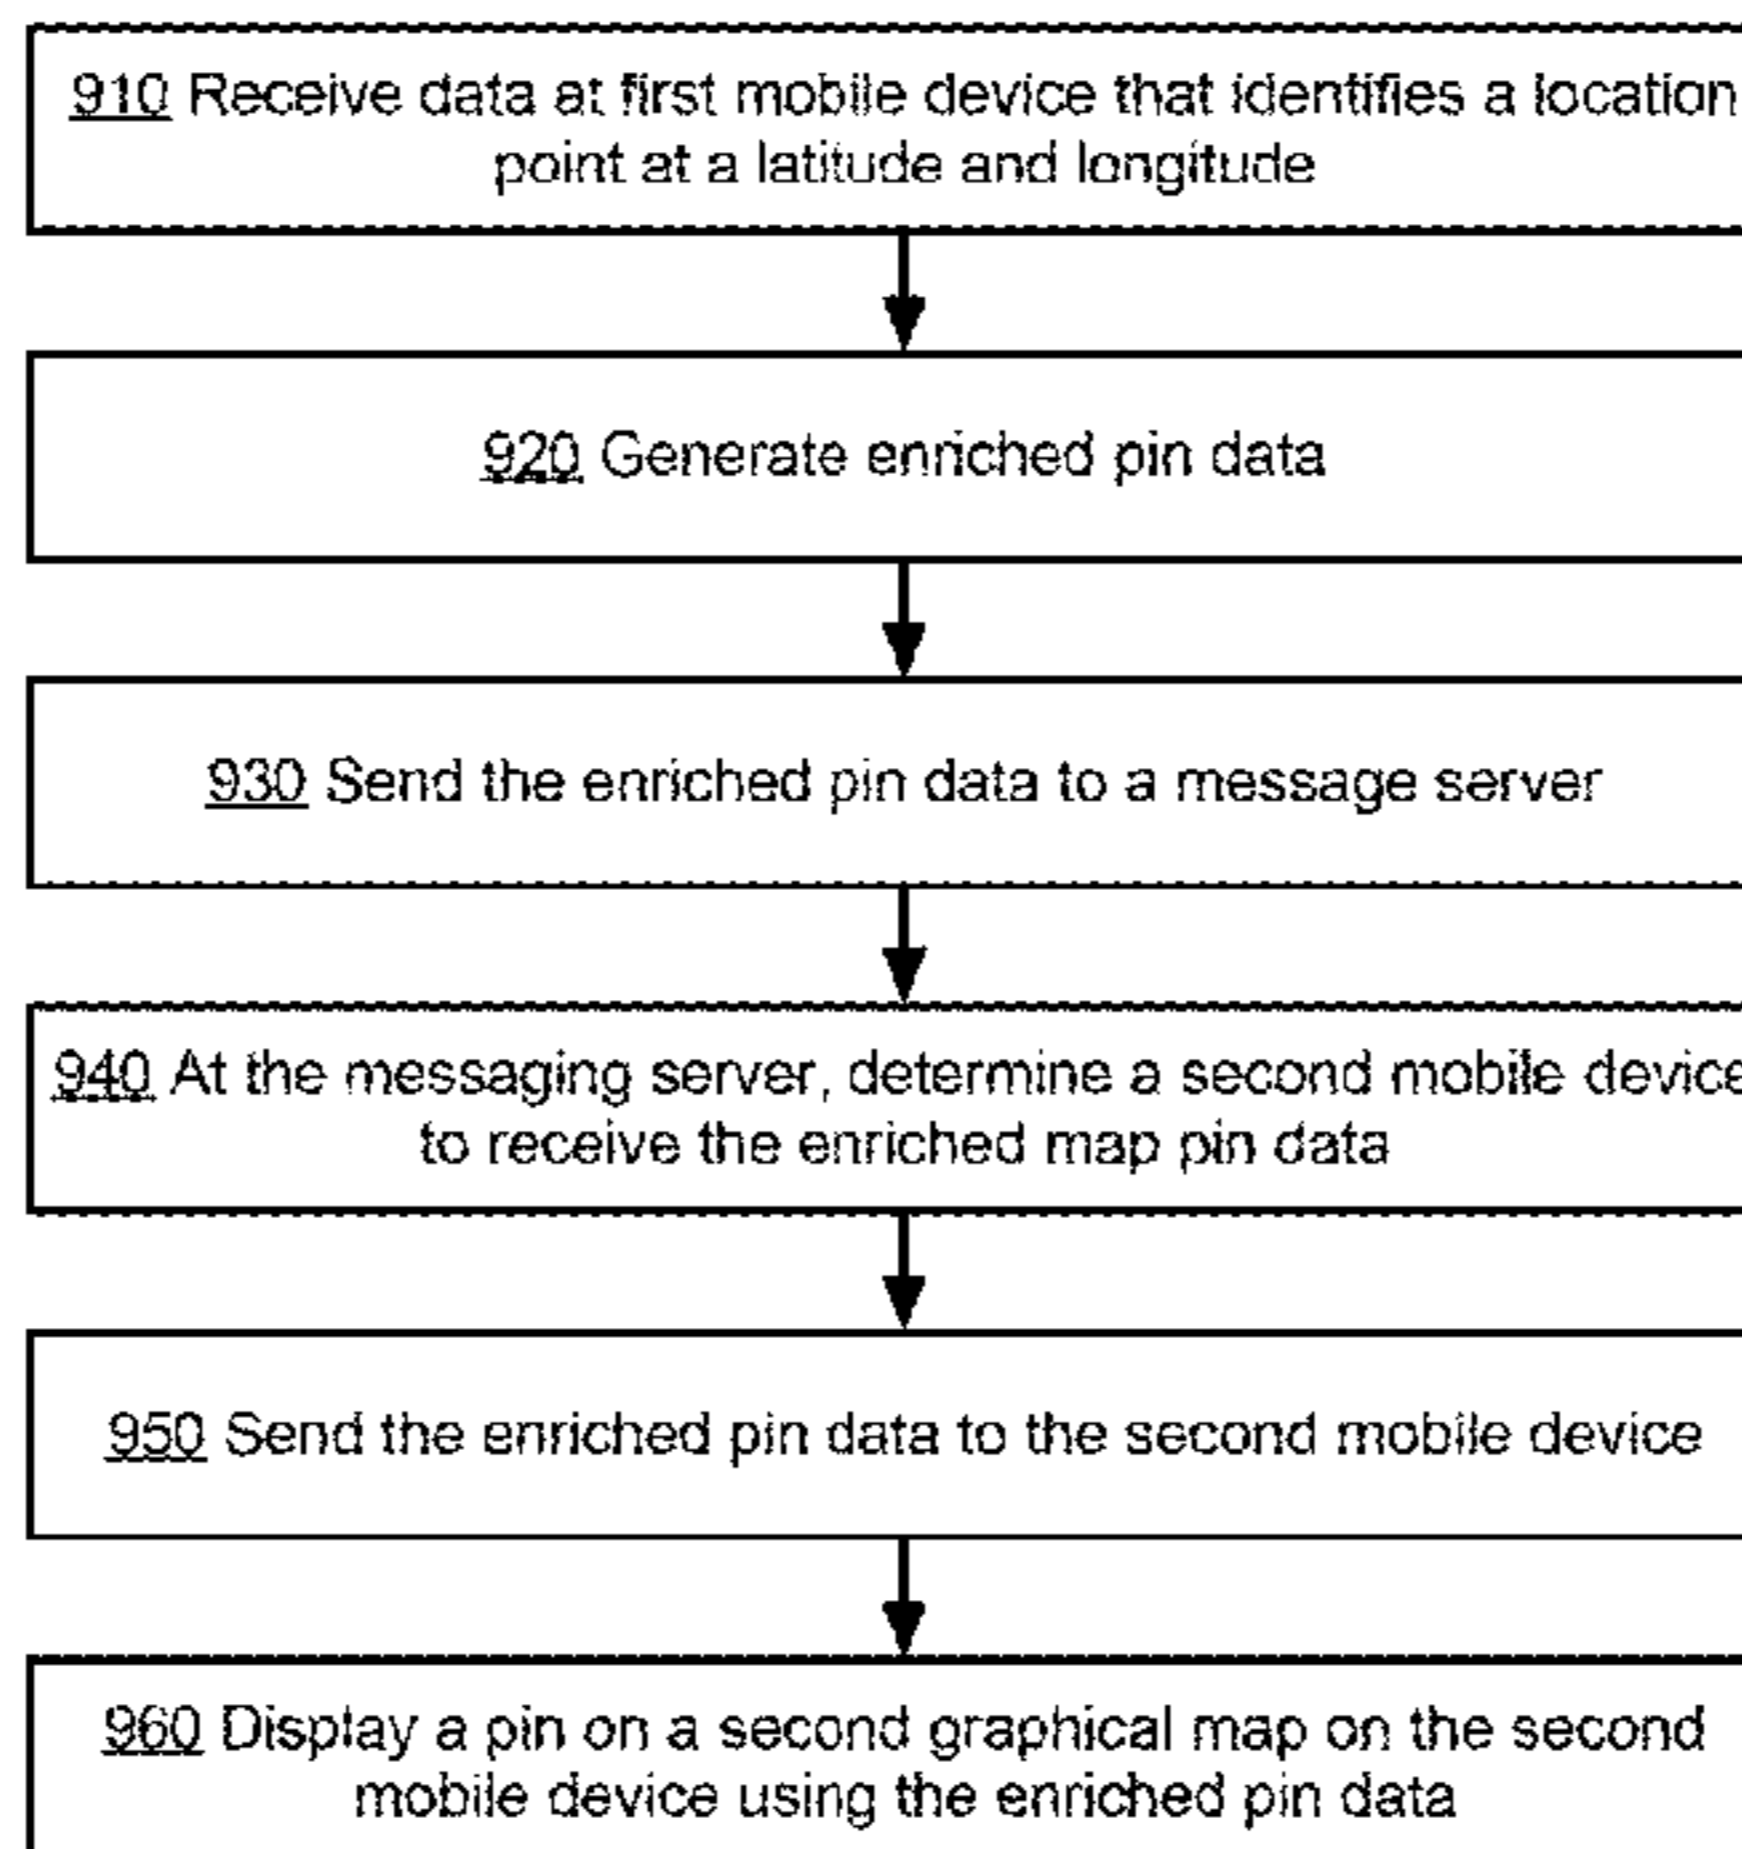 910 Receive data at first mobile device that identifies a location
point at a latitude and longitude
920 Generate enriched pin data
930 Send the enriched pin data to a message server
940 At the messaging server, determine a second mobile device
to receive the enriched map pin data
950 Send the enriched pin data to the second mobile device
960 Display a pin on a second graphical map on the second
mobile device using the enriched pin data